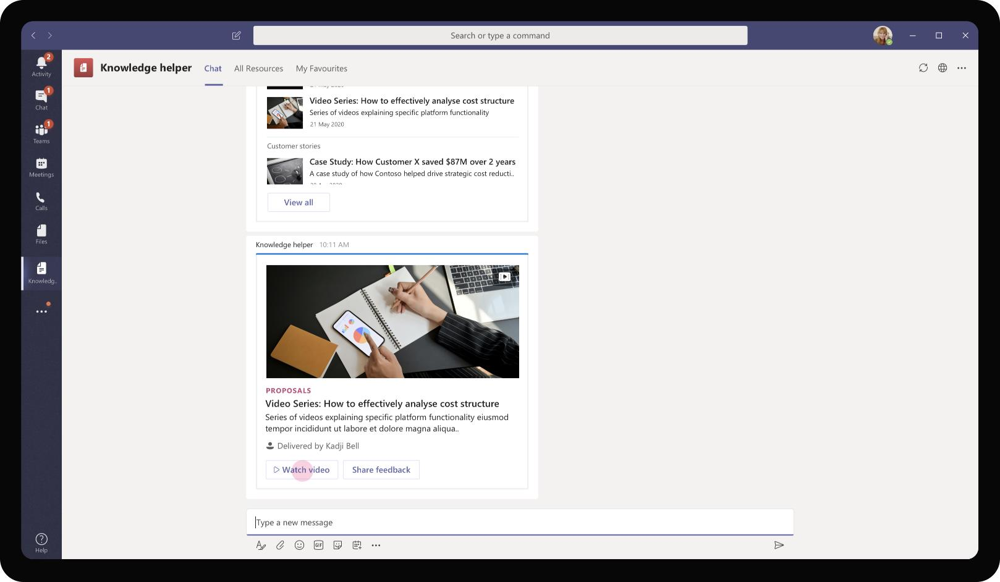 Search or type a command
2
Activity
1
Chat
1
Teams
Meetings
Calls
Files
Knowledg..
Help
Knowledge helper
Chat
All Resources
My Favourites
Video Series: How to effectively analyse cost structure
Series of videos explaining specific platform functionality
21 May 2020
Customer stories
Case Study: How Customer X saved $87M over 2 years
A case study of how Contoso helped drive strategic cost reducti..
View all
Knowledge helper 10:11 AM
PROPOSALS
Video Series: How to effectively analyse cost structure
Series of videos explaining specific platform functionality eiusmod
tempor incididunt ut labore et dolore magna aliqua..
Delivered by Kadji Bell
Watch video
Share feedback
Type a new message
GIF